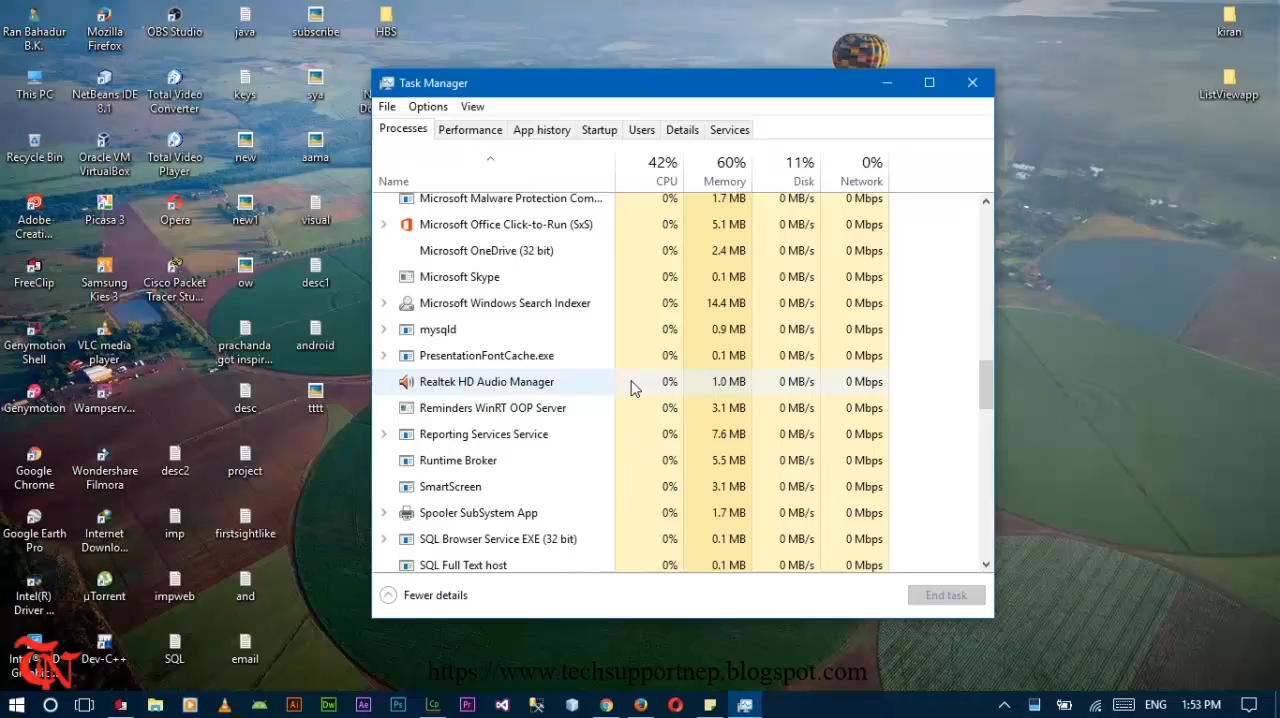 Ran Bahadur
B.K.
Mozilla
Firefox
OBS Studio
java
subscribe
HBS
kiran
This PC
NetBeans IDE
8.1
Total Video
Converter
keys
sya
ListViewapp
Recycle Bin
Oracle VM
VirtualBox
Total Video
Player
new
aama
Adobe
Creati...
Picasa 3
Opera
new1
visual
FreeClip
Samsung
Kies 3
Cisco Packet
Tracer Stu...
ow
desc1
Genymotion
Shell
VLC media
player
prachanda
got inspir...
android
Genymotion
Wampserv...
desc
tttt
Google
Chrome
Wondershare
Filmora
desc2
project
Google Earth
Pro
Internet
Downlo...
imp
firstsightlike
Intel(R)
Driver ...
µTorrent
impweb
and
Dev-C++
SQL
email
Task Manager
File Options View
Processes Performance App history Startup Users Details Services
42% 60% 11% 0%
Name CPU Memory Disk Network
Microsoft Malware Protection Com... 0% 1.7 MB 0 MB/s 0 Mbps
Microsoft Office Click-to-Run (SxS) 0% 5.1 MB 0 MB/s 0 Mbps
Microsoft OneDrive (32 bit) 0% 2.4 MB 0 MB/s 0 Mbps
Microsoft Skype 0% 0.1 MB 0 MB/s 0 Mbps
Microsoft Windows Search Indexer 0% 14.4 MB 0 MB/s 0 Mbps
mysqld 0% 0.9 MB 0 MB/s 0 Mbps
PresentationFontCache.exe 0% 0.1 MB 0 MB/s 0 Mbps
Realtek HD Audio Manager 0% 1.0 MB 0 MB/s 0 Mbps
Reminders WinRT OOP Server 0% 3.1 MB 0 MB/s 0 Mbps
Reporting Services Service 0% 7.6 MB 0 MB/s 0 Mbps
Runtime Broker 0% 5.5 MB 0 MB/s 0 Mbps
SmartScreen 0% 3.1 MB 0 MB/s 0 Mbps
Spooler SubSystem App 0% 1.7 MB 0 MB/s 0 Mbps
SQL Browser Service EXE (32 bit) 0% 0.1 MB 0 MB/s 0 Mbps
SQL Full Text host 0% 0.1 MB 0 MB/s 0 Mbps
Fewer details End task
https://www.techsupportnep.blogspot.com
Ai Dw Ae Ps Cp Pr
ENG 1:53 PM